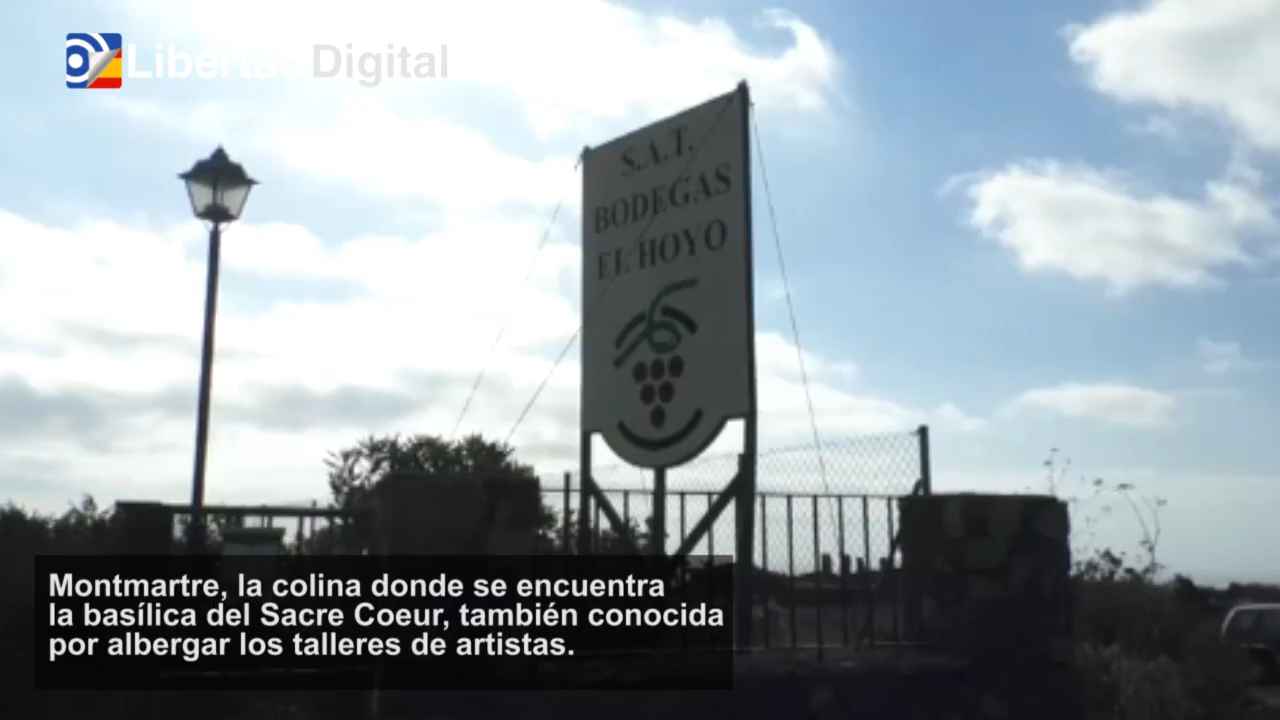 Libertad Digital
S.A.T.
BODEGAS
EL HOYO
Montmartre, la colina donde se encuentra
la basílica del Sacre Coeur, también conocida
por albergar los talleres de artistas.